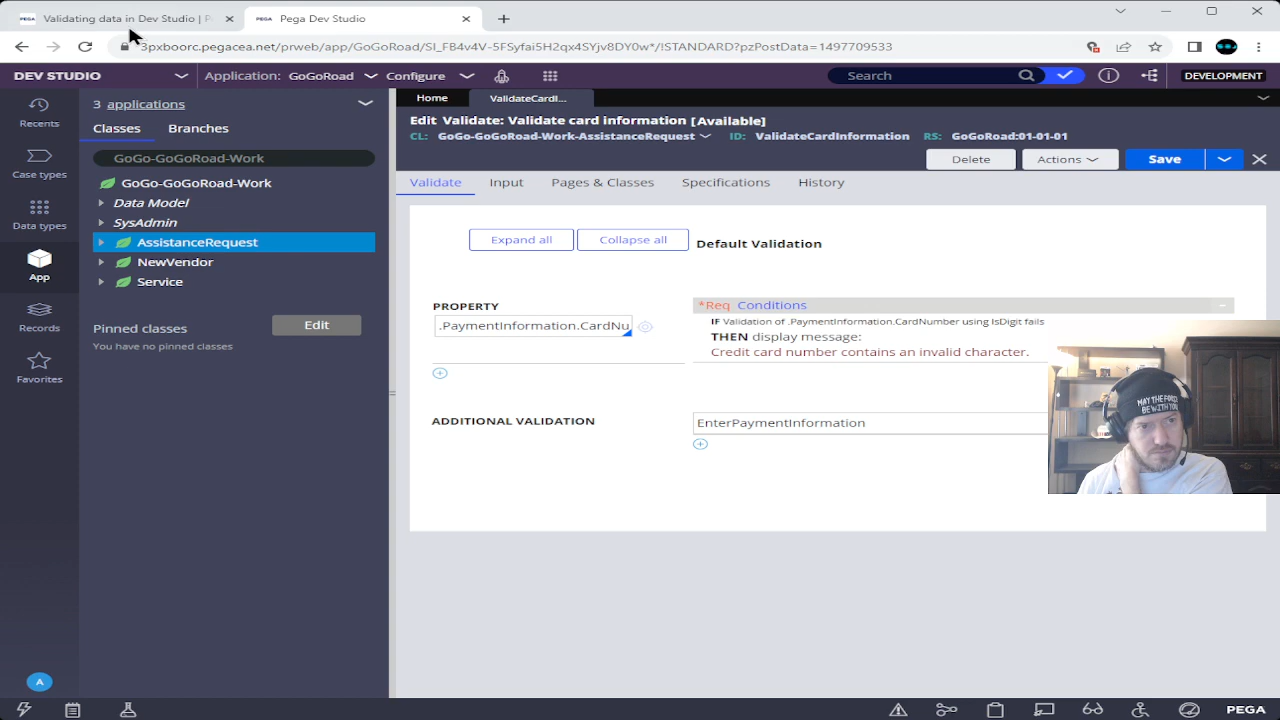 PEGA Validating data in Dev Studio | P
PEGA Pega Dev Studio
3pxboorc.pegacea.net/prweb/app/GoGoRoad/SI_FB4v4V-5FSyfai5H2qx4SYjv8DY0w*/!STANDARD?pzPostData=1497709533
DEV STUDIO
Application: GoGoRoad
Configure
Search
DEVELOPMENT
Recents
Case types
Data types
App
Records
Favorites
A
3 applications
Classes
Branches
GoGo-GoGoRoad-Work
GoGo-GoGoRoad-Work
Data Model
SysAdmin
AssistanceRequest
NewVendor
Service
Pinned classes
Edit
You have no pinned classes
Home
ValidateCardI...
Edit Validate: Validate card information [Available]
CL: GoGo-GoGoRoad-Work-AssistanceRequest ID: ValidateCardInformation RS: GoGoRoad:01-01-01
Delete
Actions
Save
Validate
Input
Pages & Classes
Specifications
History
Expand all
Collapse all
Default Validation
PROPERTY
*Req Conditions
.PaymentInformation.CardNu
IF Validation of .PaymentInformation.CardNumber using IsDigit fails
THEN display message:
Credit card number contains an invalid character.
ADDITIONAL VALIDATION
EnterPaymentInformation
MAY THE FORCE
BE WITH YOU
PEGA